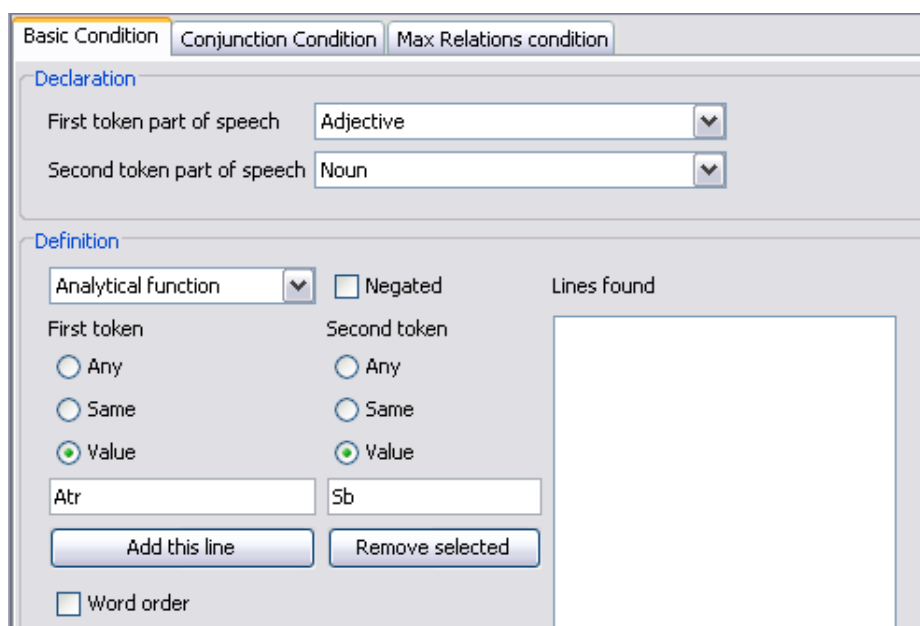 Basic Condition Conjunction Condition Max Relations condition
Declaration
First token part of speech Adjective
Second token part of speech Noun
Definition
Analytical function Negated Lines found
First token Second token
Any Any
Same Same
Value Value
Atr Sb
Add this line Remove selected
Word order